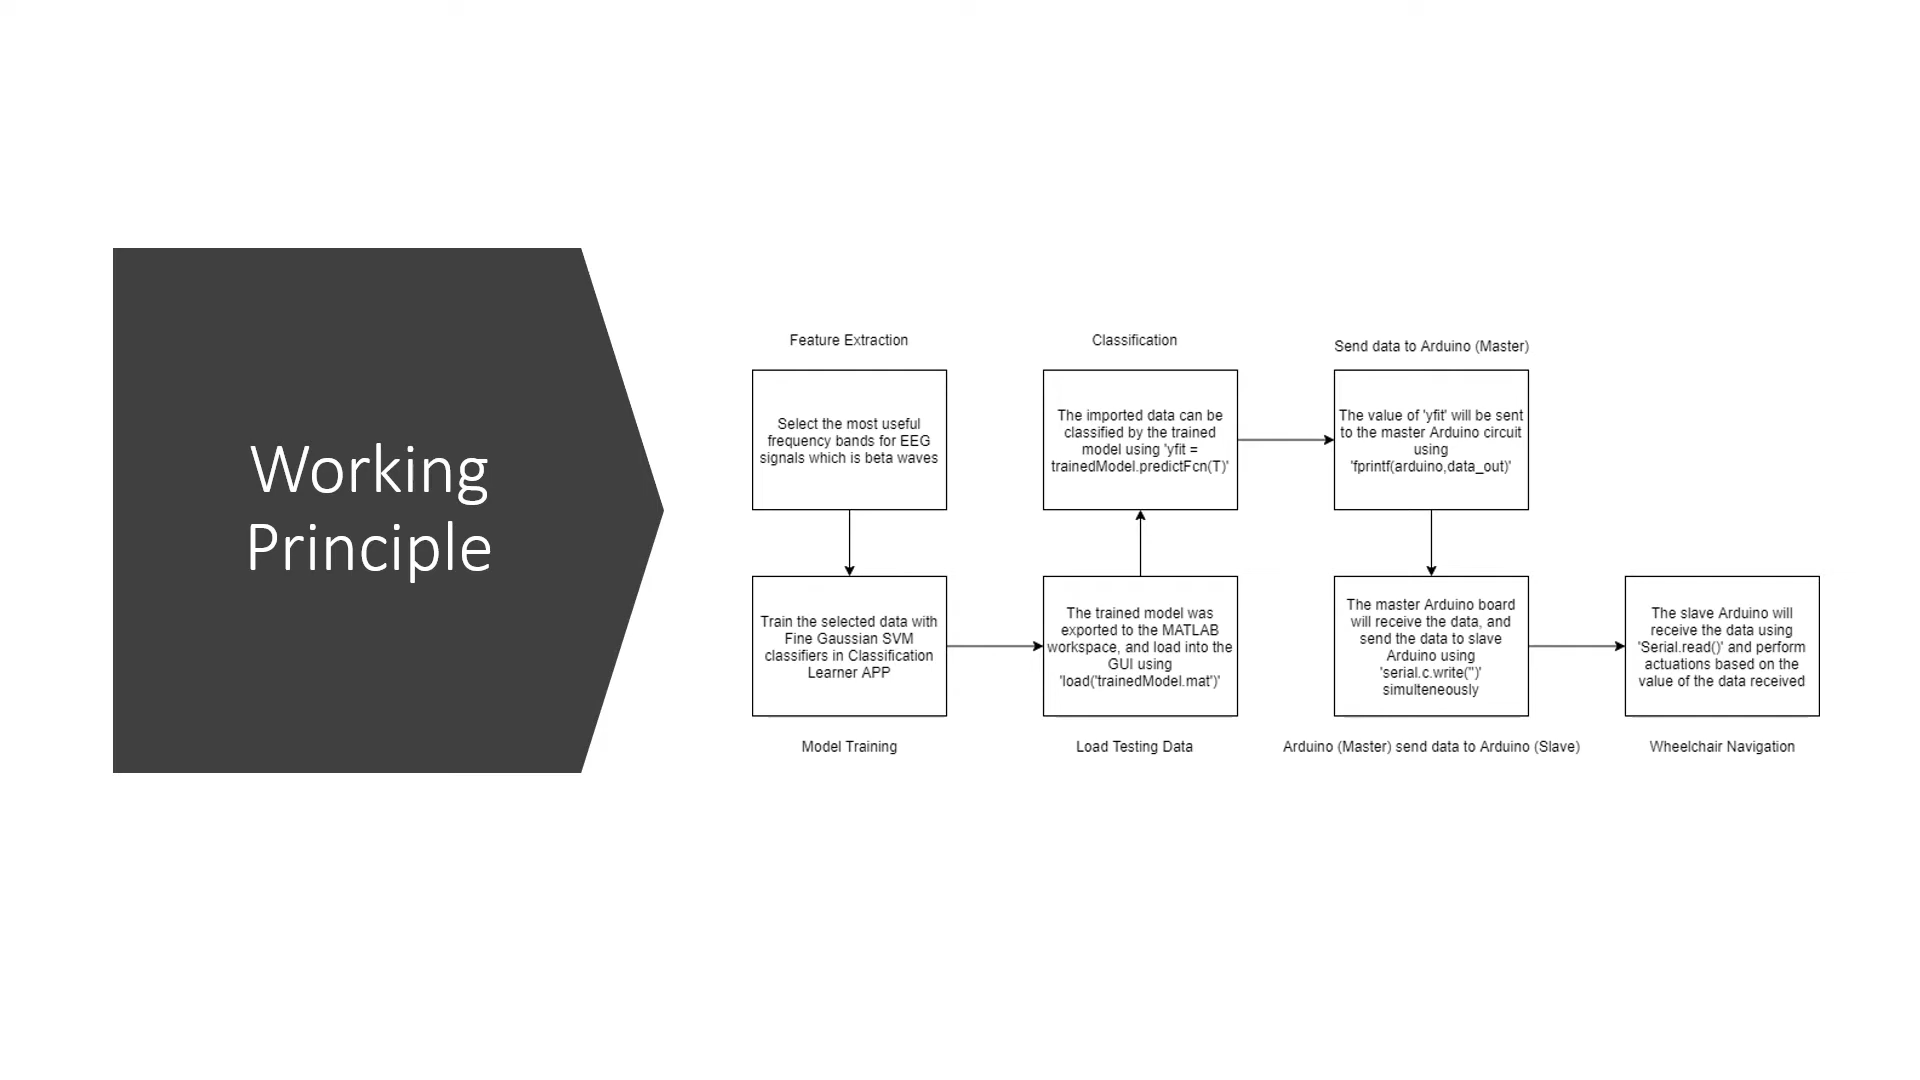 Working
Principle
Feature Extraction
Select the most useful
frequency bands for EEG
signals which is beta waves
Train the selected data with
Fine Gaussian SVM
classifiers in Classification
Learner APP
Model Training
Classification
The imported data can be
classified by the trained
model using 'yfit =
trainedModel.predictFcn(T)'
The trained model was
exported to the MATLAB
workspace, and load into the
GUI using
'load('trainedModel.mat')'
Load Testing Data
Send data to Arduino (Master)
The value of 'yfit' will be sent
to the master Arduino circuit
using
'fprintf(arduino,data_out)'
The master Arduino board
will receive the data, and
send the data to slave
Arduino using
'serial.c.write('')'
simulteneously
Arduino (Master) send data to Arduino (Slave)
The slave Arduino will
receive the data using
'Serial.read()' and perform
actuations based on the
value of the data received
Wheelchair Navigation